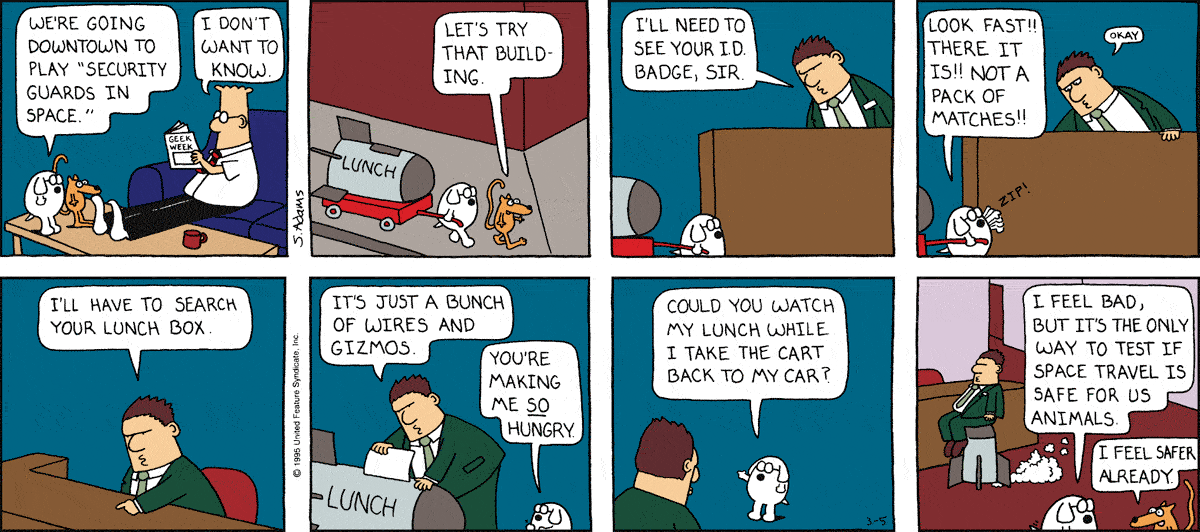 WE'RE GOING
DOWNTOWN TO
PLAY "SECURITY
GUARDS IN
SPACE."
I DON'T
WANT TO
KNOW.
GEEK
WEEK
S. Adams
LET'S TRY
THAT BUILD-
ING.
LUNCH
I'LL NEED TO
SEE YOUR I.D.
BADGE, SIR.
LOOK FAST!!
THERE IT
IS!! NOT A
PACK OF
MATCHES!!
OKAY
ZIP!
I'LL HAVE TO SEARCH
YOUR LUNCH BOX.
© 1995 United Feature Syndicate, Inc.
IT'S JUST A BUNCH
OF WIRES AND
GIZMOS.
YOU'RE
MAKING
ME SO
HUNGRY.
LUNCH
COULD YOU WATCH
MY LUNCH WHILE
I TAKE THE CART
BACK TO MY CAR?
3-5
I FEEL BAD,
BUT IT'S THE ONLY
WAY TO TEST IF
SPACE TRAVEL IS
SAFE FOR US
ANIMALS.
I FEEL SAFER
ALREADY.